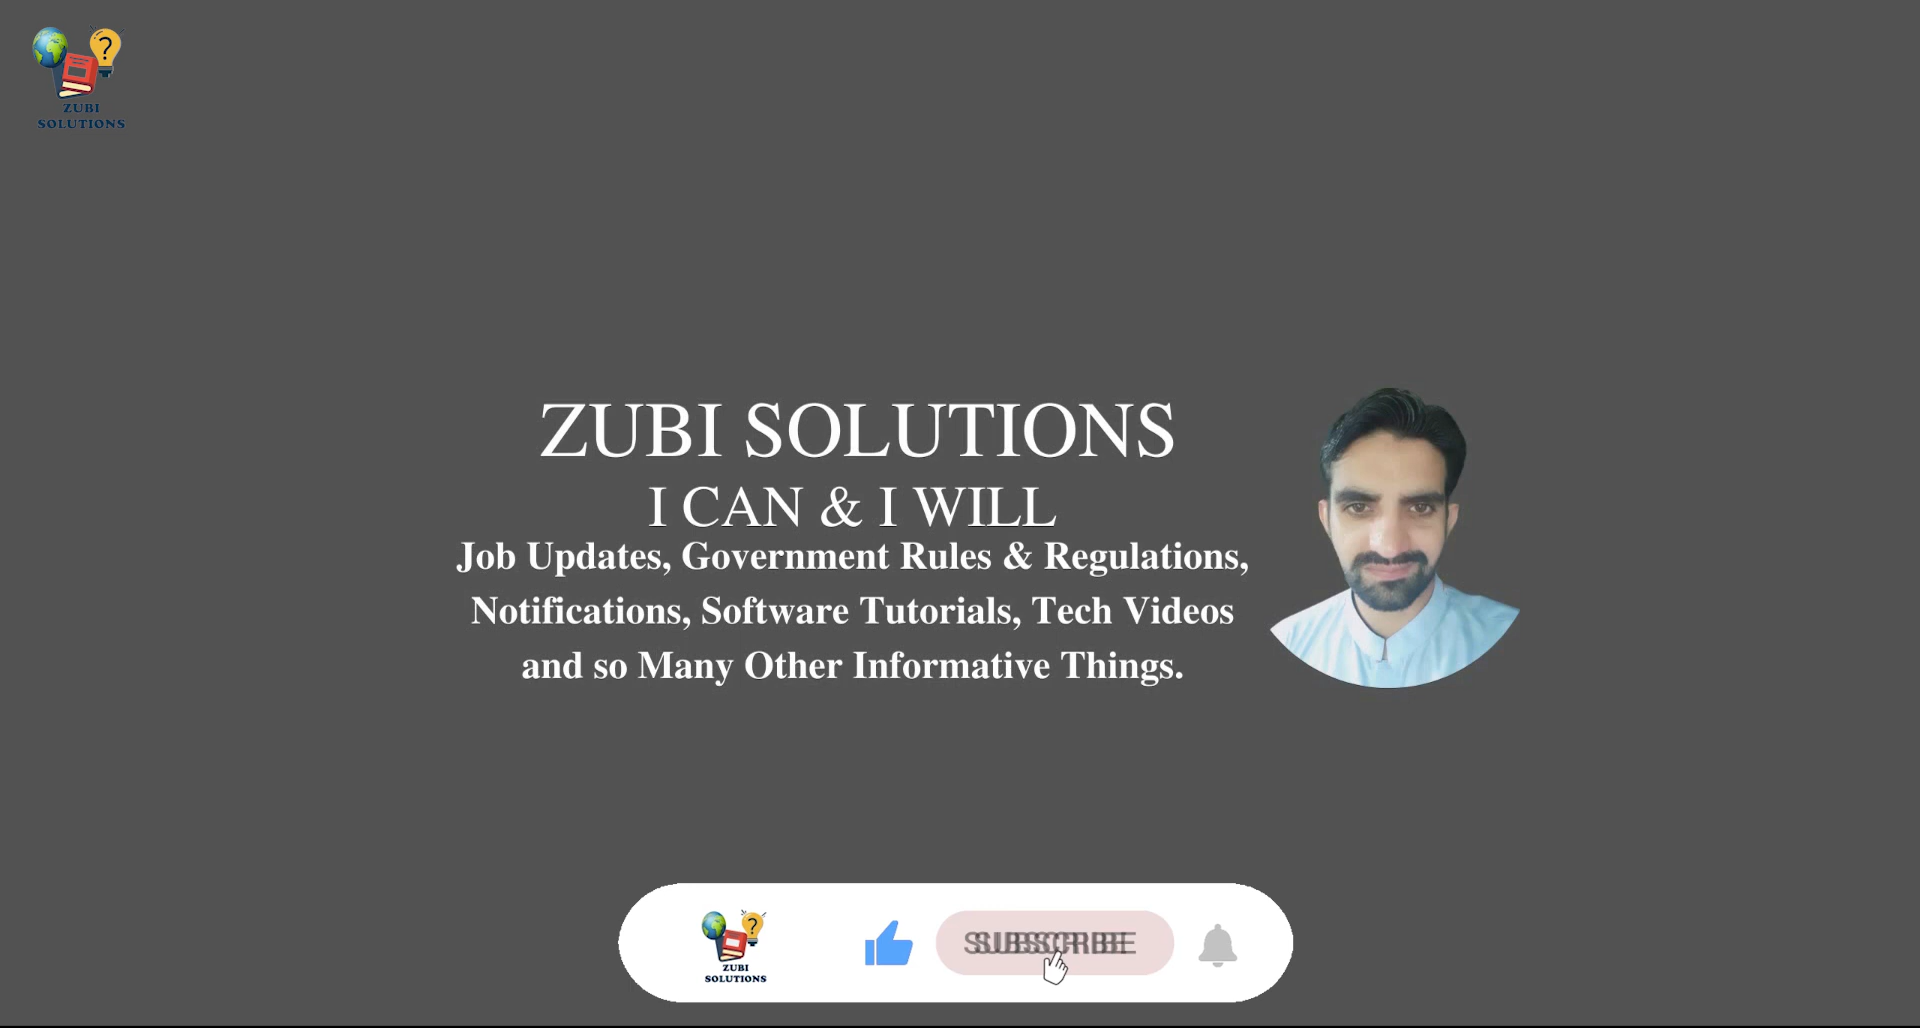 ZUBI
SOLUTIONS
ZUBI SOLUTIONS
I CAN & I WILL
Job Updates, Government Rules & Regulations,
Notifications, Software Tutorials, Tech Videos
and so Many Other Informative Things.
ZUBI
SOLUTIONS
SUBSCRIBE